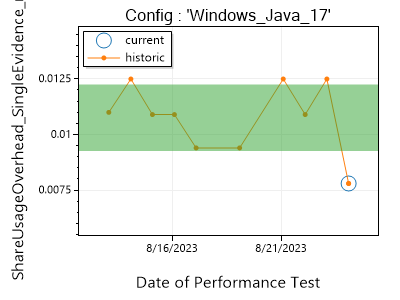 Config : 'Windows_Java_17'
current
historic
0.0125
0.01
0.0075
8/16/2023
8/21/2023
Date of Performance Test
ShareUsageOverhead_SingleEvidence_